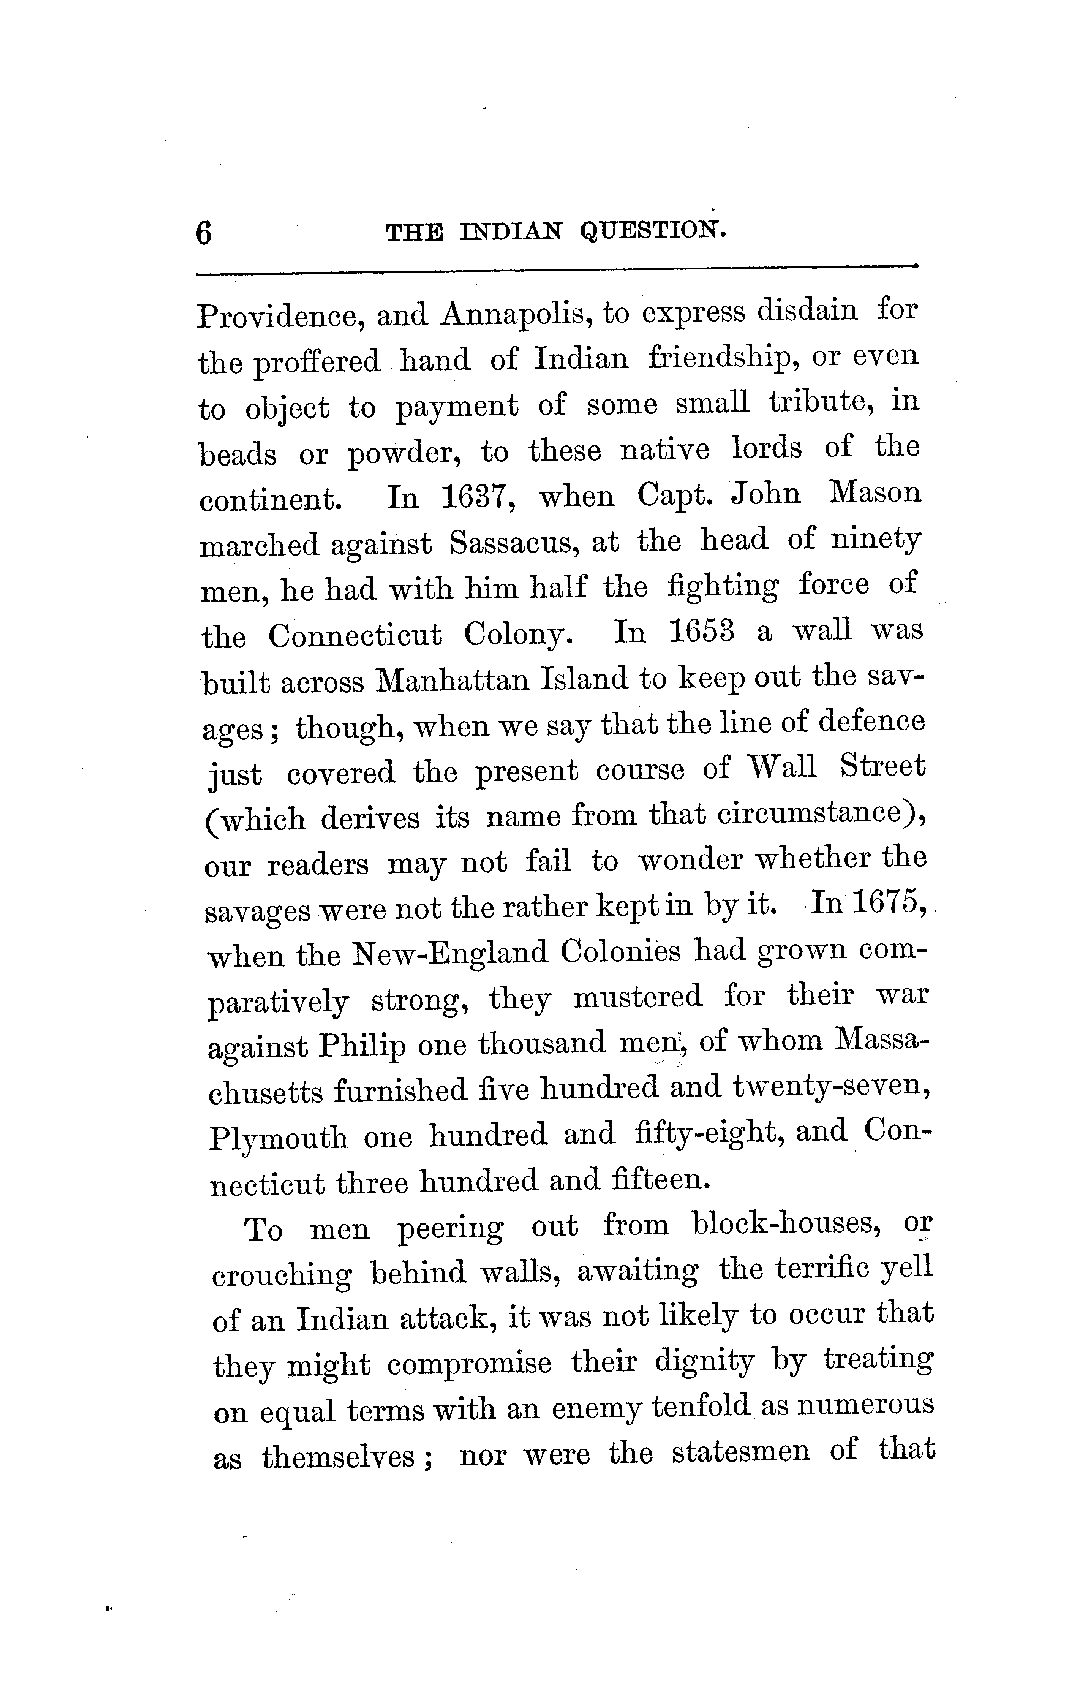 6 THE INDIAN QUESTION.
Providence, and Annapolis, to express disdain for
the proffered hand of Indian friendship, or even
to object to payment of some small tribute, in
beads or powder, to these native lords of the
continent. In 1637, when Capt. John Mason
marched against Sassacus, at the head of ninety
men, he had with him half the fighting force of
the Connecticut Colony. In 1653 a wall was
built across Manhattan Island to keep out the sav-
ages; though, when we say that the line of defence
just covered the present course of Wall Street
(which derives its name from that circumstance),
our readers may not fail to wonder whether the
savages were not the rather kept in by it. In 1675,
when the New-England Colonies had grown com-
paratively strong, they mustered for their war
against Philip one thousand men, of whom Massa-
chusetts furnished five hundred and twenty-seven,
Plymouth one hundred and fifty-eight, and Con-
necticut three hundred and fifteen.
To men peering out from block-houses, or
crouching behind walls, awaiting the terrific yell
of an Indian attack, it was not likely to occur that
they might compromise their dignity by treating
on equal terms with an enemy tenfold as numerous
as themselves; nor were the statesmen of that